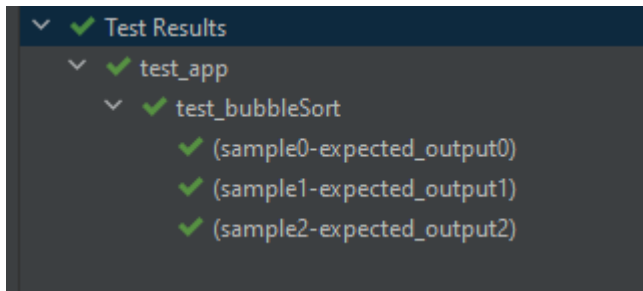 Test Results
test_app
test_bubbleSort
(sample0-expected_output0)
(sample1-expected_output1)
(sample2-expected_output2)